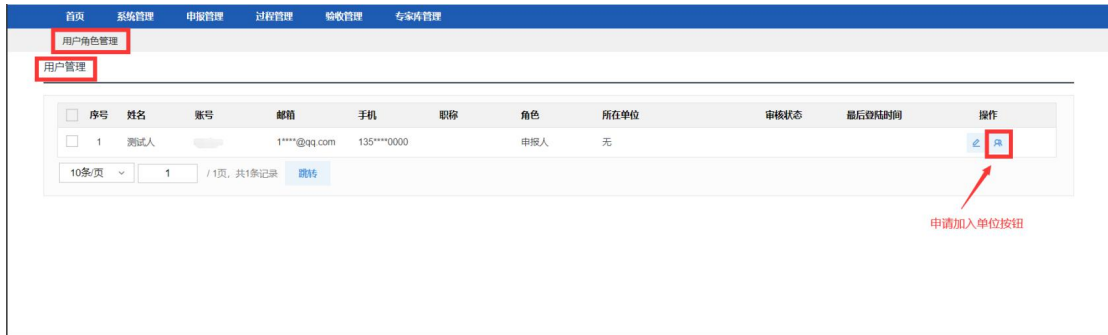 首页 系统管理 申报管理 过程管理 验收管理 专家库管理
用户角色管理
用户管理
序号 姓名 账号 邮箱 手机 职称 角色 所在单位 审核状态 最后登陆时间 操作
1 测试人 1****@qq.com 135****0000 申报人 无
10条/页 1 / 1页，共1条记录 跳转
申请加入单位按钮